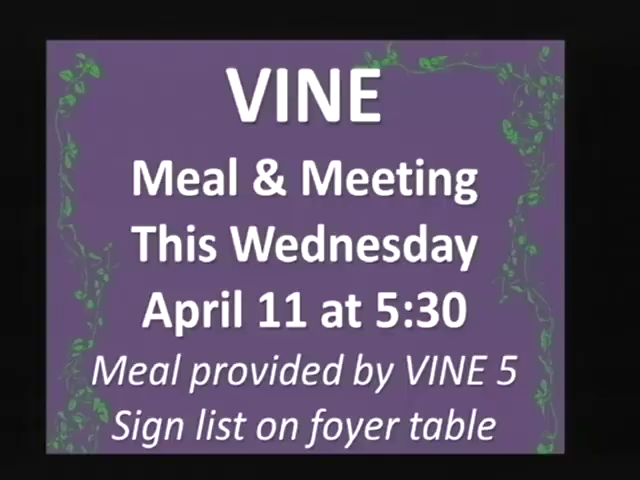 VINE
Meal & Meeting
This Wednesday
April 11 at 5:30
Meal provided by VINE 5
Sign list on foyer table